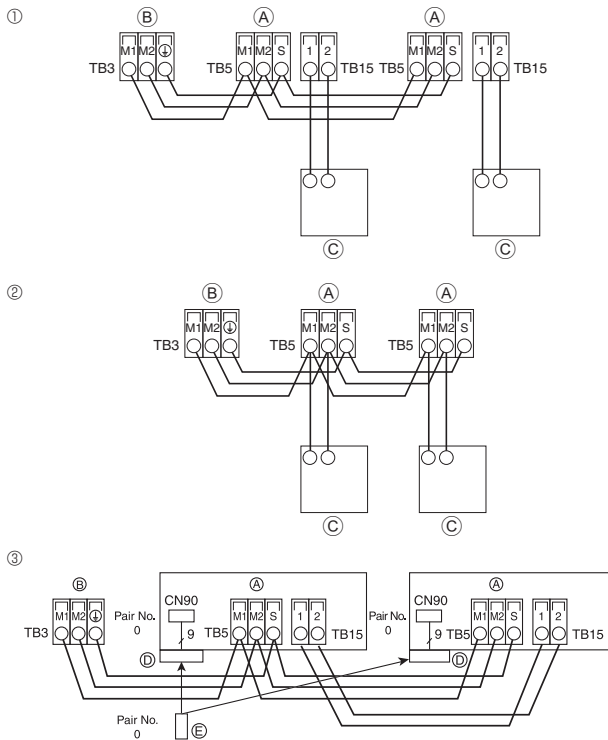 ①
Ⓑ Ⓐ Ⓐ
M1 M2 ⏚ M1 M2 S 1 2 M1 M2 S 1 2
TB3 TB5 TB15 TB5 TB15
Ⓒ Ⓒ
②
Ⓑ Ⓐ Ⓐ
M1 M2 ⏚ M1 M2 S M1 M2 S
TB3 TB5 TB5
Ⓒ Ⓒ
③
Ⓑ Ⓐ Ⓐ
CN90 CN90
M1 M2 ⏚ Pair No. M1 M2 S 1 2 Pair No. M1 M2 S 1 2
TB3 0 9 TB5 TB15 0 9 TB5 TB15
Ⓓ Ⓓ
Pair No.
0 Ⓔ